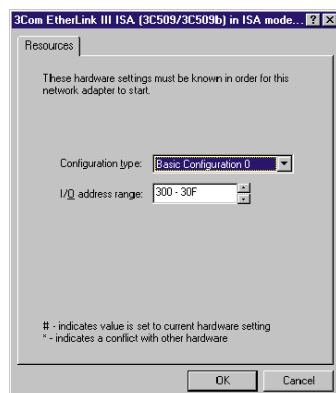 3Com EtherLink III ISA (3C509/3C509b) in ISA mode...
Resources
These hardware settings must be known in order for this
network adapter to start.
Configuration type: Basic Configuration 0
I/O address range: 300 - 30F
# - indicates value is set to current hardware setting
* - indicates a conflict with other hardware
OK Cancel